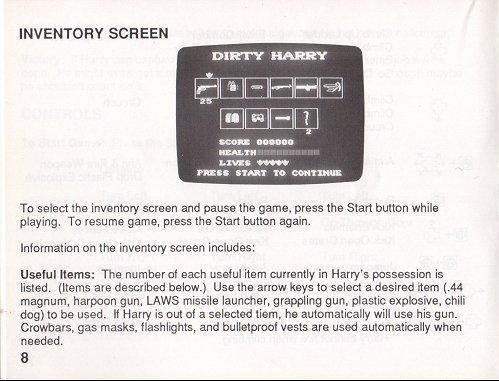 INVENTORY SCREEN
DIRTY HARRY
25
2
SCORE 000000
HEALTH
LIVES
PRESS START TO CONTINUE
To select the inventory screen and pause the game, press the Start button while
playing. To resume game, press the Start button again.
Information on the inventory screen includes:
Useful Items: The number of each useful item currently in Harry's possession is
listed. (Items are described below.) Use the arrow keys to select a desired item (.44
magnum, harpoon gun, LAWS missile launcher, grappling gun, plastic explosive, chili
dog) to be used. If Harry is out of a selected tiem, he automatically will use his gun.
Crowbars, gas masks, flashlights, and bulletproof vests are used automatically when
needed.
8